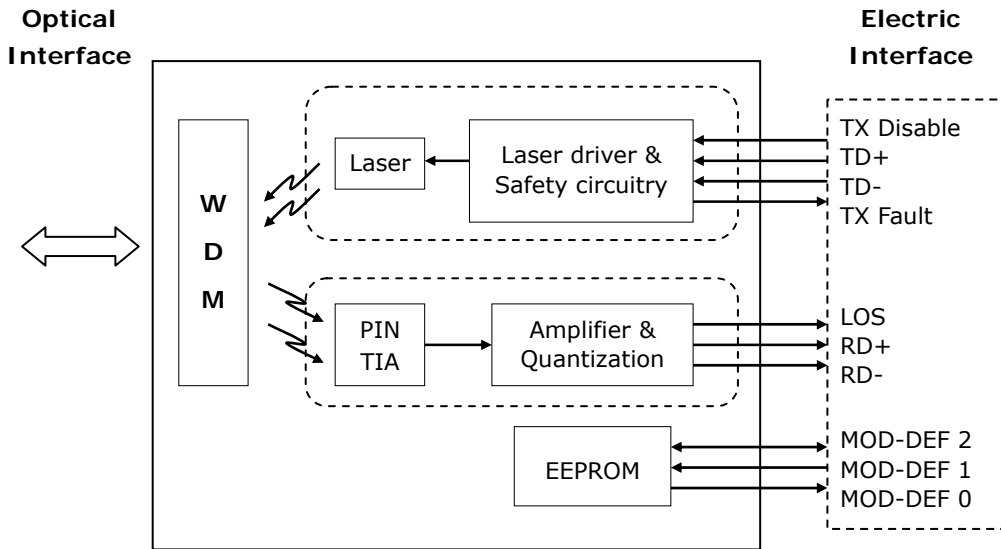 Optical
Interface
Electric
Interface
W
D
M
Laser
Laser driver &
Safety circuitry
TX Disable
TD+
TD-
TX Fault
PIN
TIA
Amplifier &
Quantization
LOS
RD+
RD-
EEPROM
MOD-DEF 2
MOD-DEF 1
MOD-DEF 0